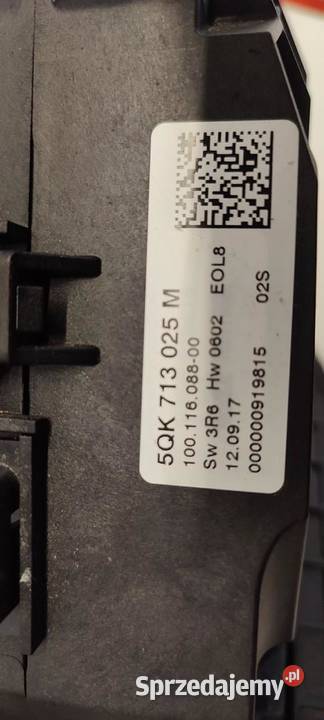 5QK 713 025 M
100.116.088-00
Sw 3R6 Hw 0602 EOL8
12.09.17
000000919815 02S
Sprzedajemy.pl